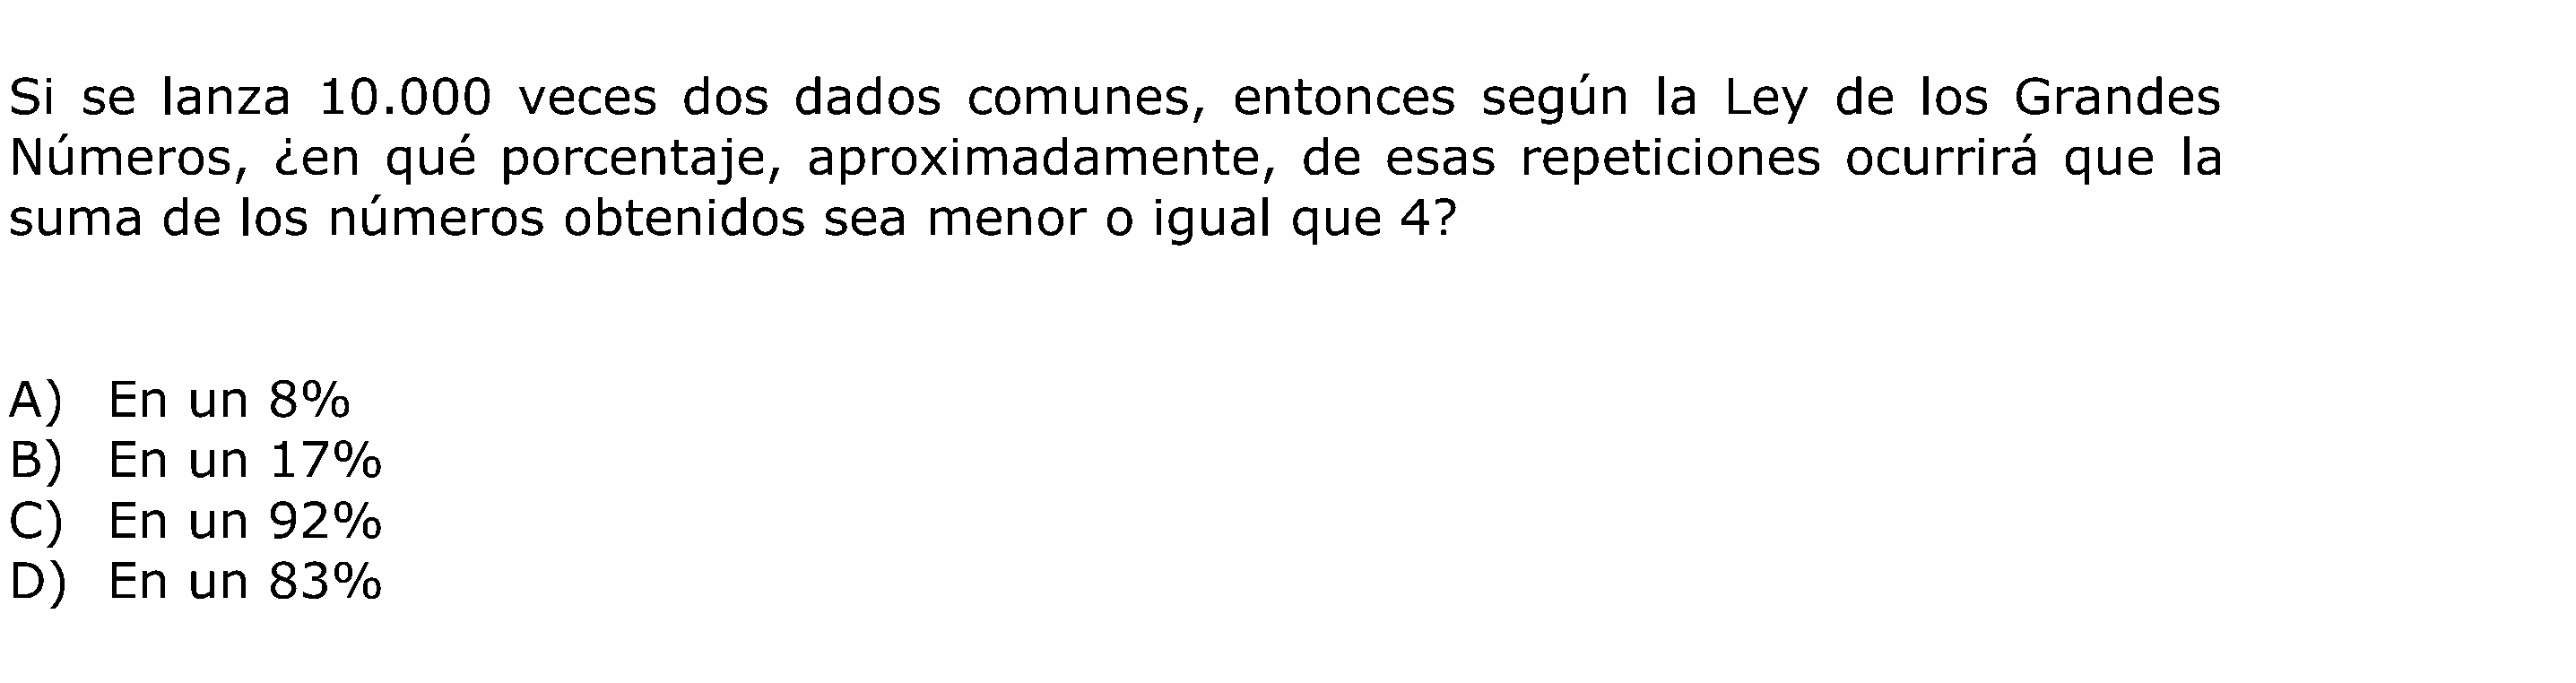 Si se lanza 10.000 veces dos dados comunes, entonces según la Ley de los Grandes
Números, ¿en qué porcentaje, aproximadamente, de esas repeticiones ocurrirá que la
suma de los números obtenidos sea menor o igual que 4?
A) En un 8%
B) En un 17%
C) En un 92%
D) En un 83%